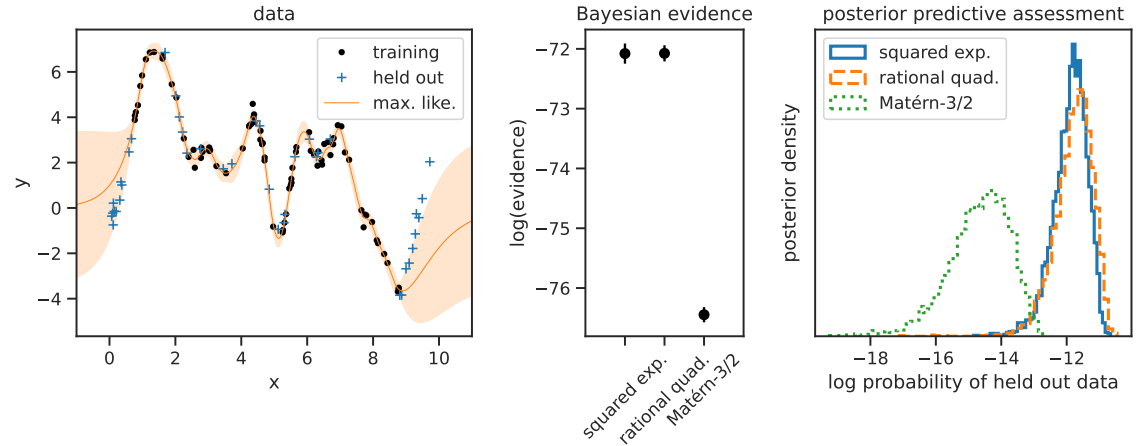 data
training
held out
max. like.
y
6
4
2
0
−2
−4
0
2
4
6
8
10
x
Bayesian evidence
log(evidence)
−72
−73
−74
−75
−76
squared exp.
rational quad.
Matérn-3/2
posterior predictive assessment
squared exp.
rational quad.
Matérn-3/2
posterior density
−18
−16
−14
−12
log probability of held out data